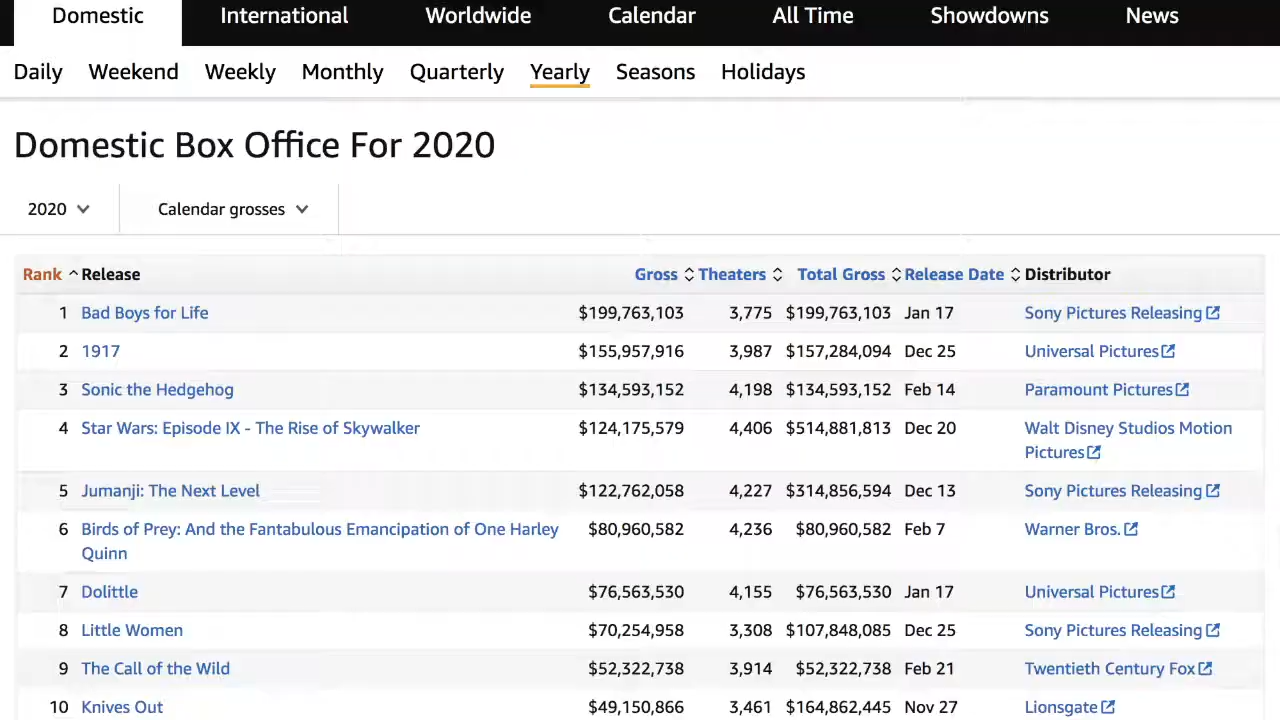 Domestic International Worldwide Calendar All Time Showdowns News
Daily Weekend Weekly Monthly Quarterly Yearly Seasons Holidays
Domestic Box Office For 2020
2020 Calendar grosses
Rank Release Gross Theaters Total Gross Release Date Distributor
1 Bad Boys for Life $199,763,103 3,775 $199,763,103 Jan 17 Sony Pictures Releasing
2 1917 $155,957,916 3,987 $157,284,094 Dec 25 Universal Pictures
3 Sonic the Hedgehog $134,593,152 4,198 $134,593,152 Feb 14 Paramount Pictures
4 Star Wars: Episode IX - The Rise of Skywalker $124,175,579 4,406 $514,881,813 Dec 20 Walt Disney Studios Motion
Pictures
5 Jumanji: The Next Level $122,762,058 4,227 $314,856,594 Dec 13 Sony Pictures Releasing
6 Birds of Prey: And the Fantabulous Emancipation of One Harley $80,960,582 4,236 $80,960,582 Feb 7 Warner Bros.
Quinn
7 Dolittle $76,563,530 4,155 $76,563,530 Jan 17 Universal Pictures
8 Little Women $70,254,958 3,308 $107,848,085 Dec 25 Sony Pictures Releasing
9 The Call of the Wild $52,322,738 3,914 $52,322,738 Feb 21 Twentieth Century Fox
10 Knives Out $49,150,866 3,461 $164,862,445 Nov 27 Lionsgate